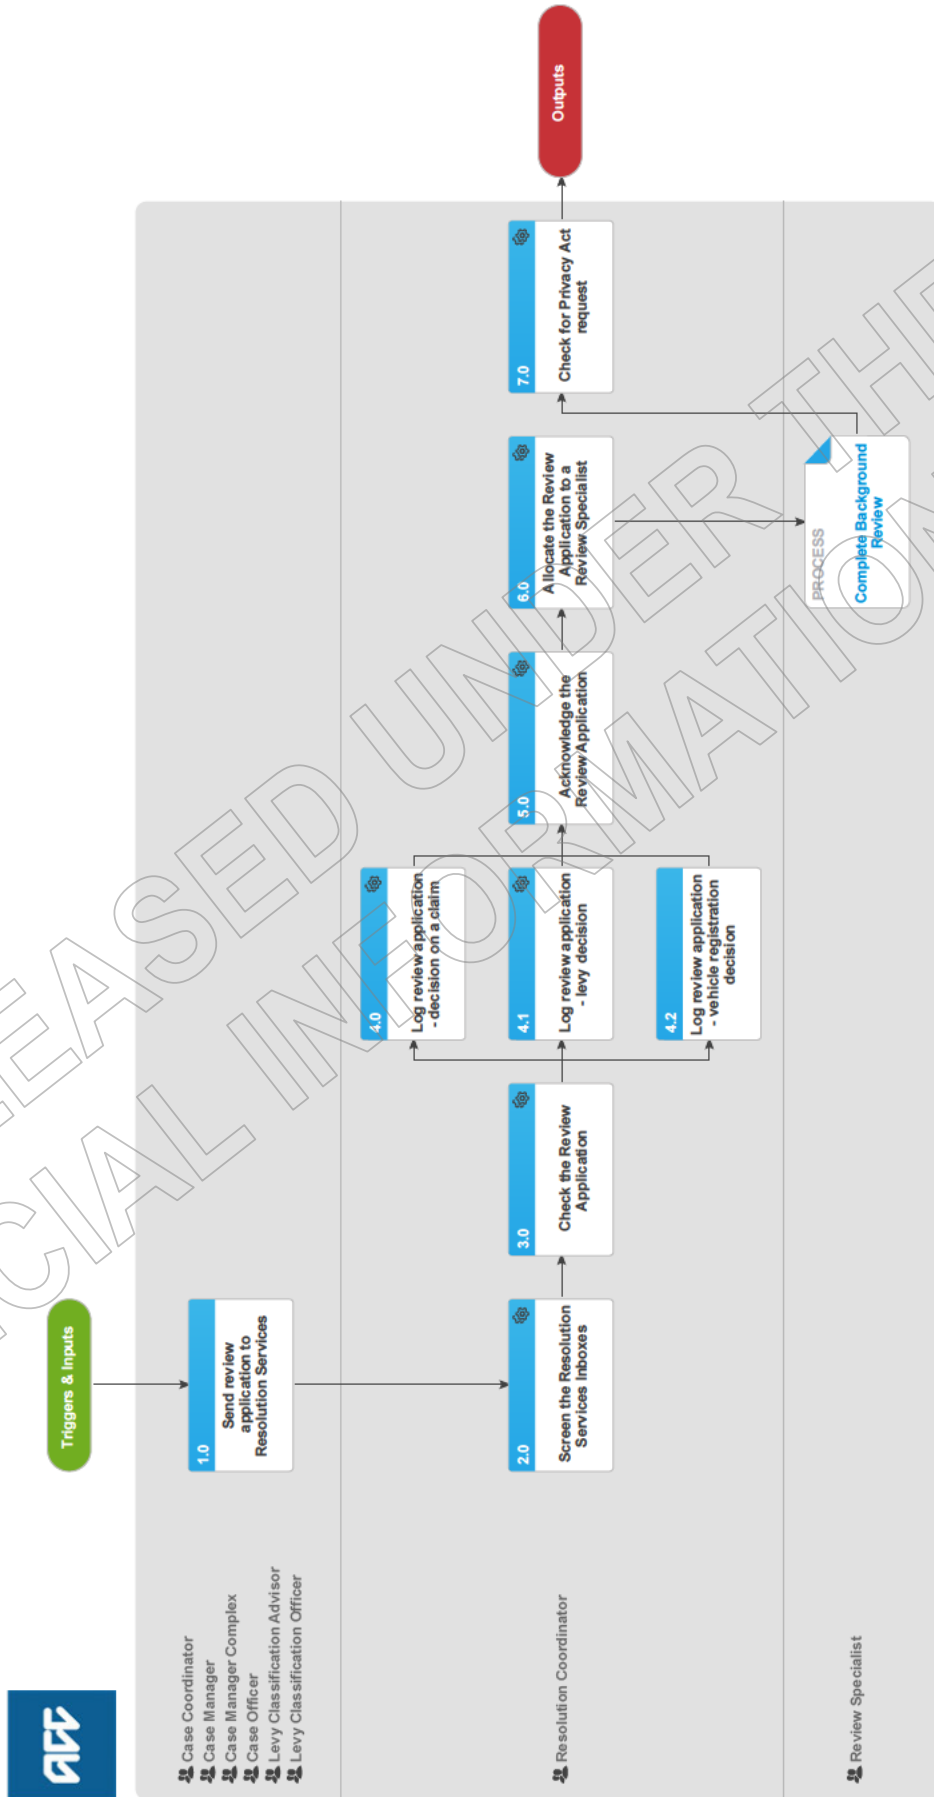 ACC
Triggers & Inputs
Outputs
Case Coordinator
Case Manager
Case Manager Complex
Case Officer
Levy Classification Advisor
Levy Classification Officer
1.0
Send review
application to
Resolution Services
Resolution Coordinator
2.0
Screen the Resolution
Services Inboxes
3.0
Check the Review
Application
4.0
Log review application
- decision on a claim
4.1
Log review application
- levy decision
4.2
Log review application
- vehicle registration
decision
5.0
Acknowledge the
Review Application
6.0
Allocate the Review
Application to a
Review Specialist
7.0
Check for Privacy Act
request
Review Specialist
PROCESS
Complete Background
Review
EASED UNDER THE
CIAL INFORMATION